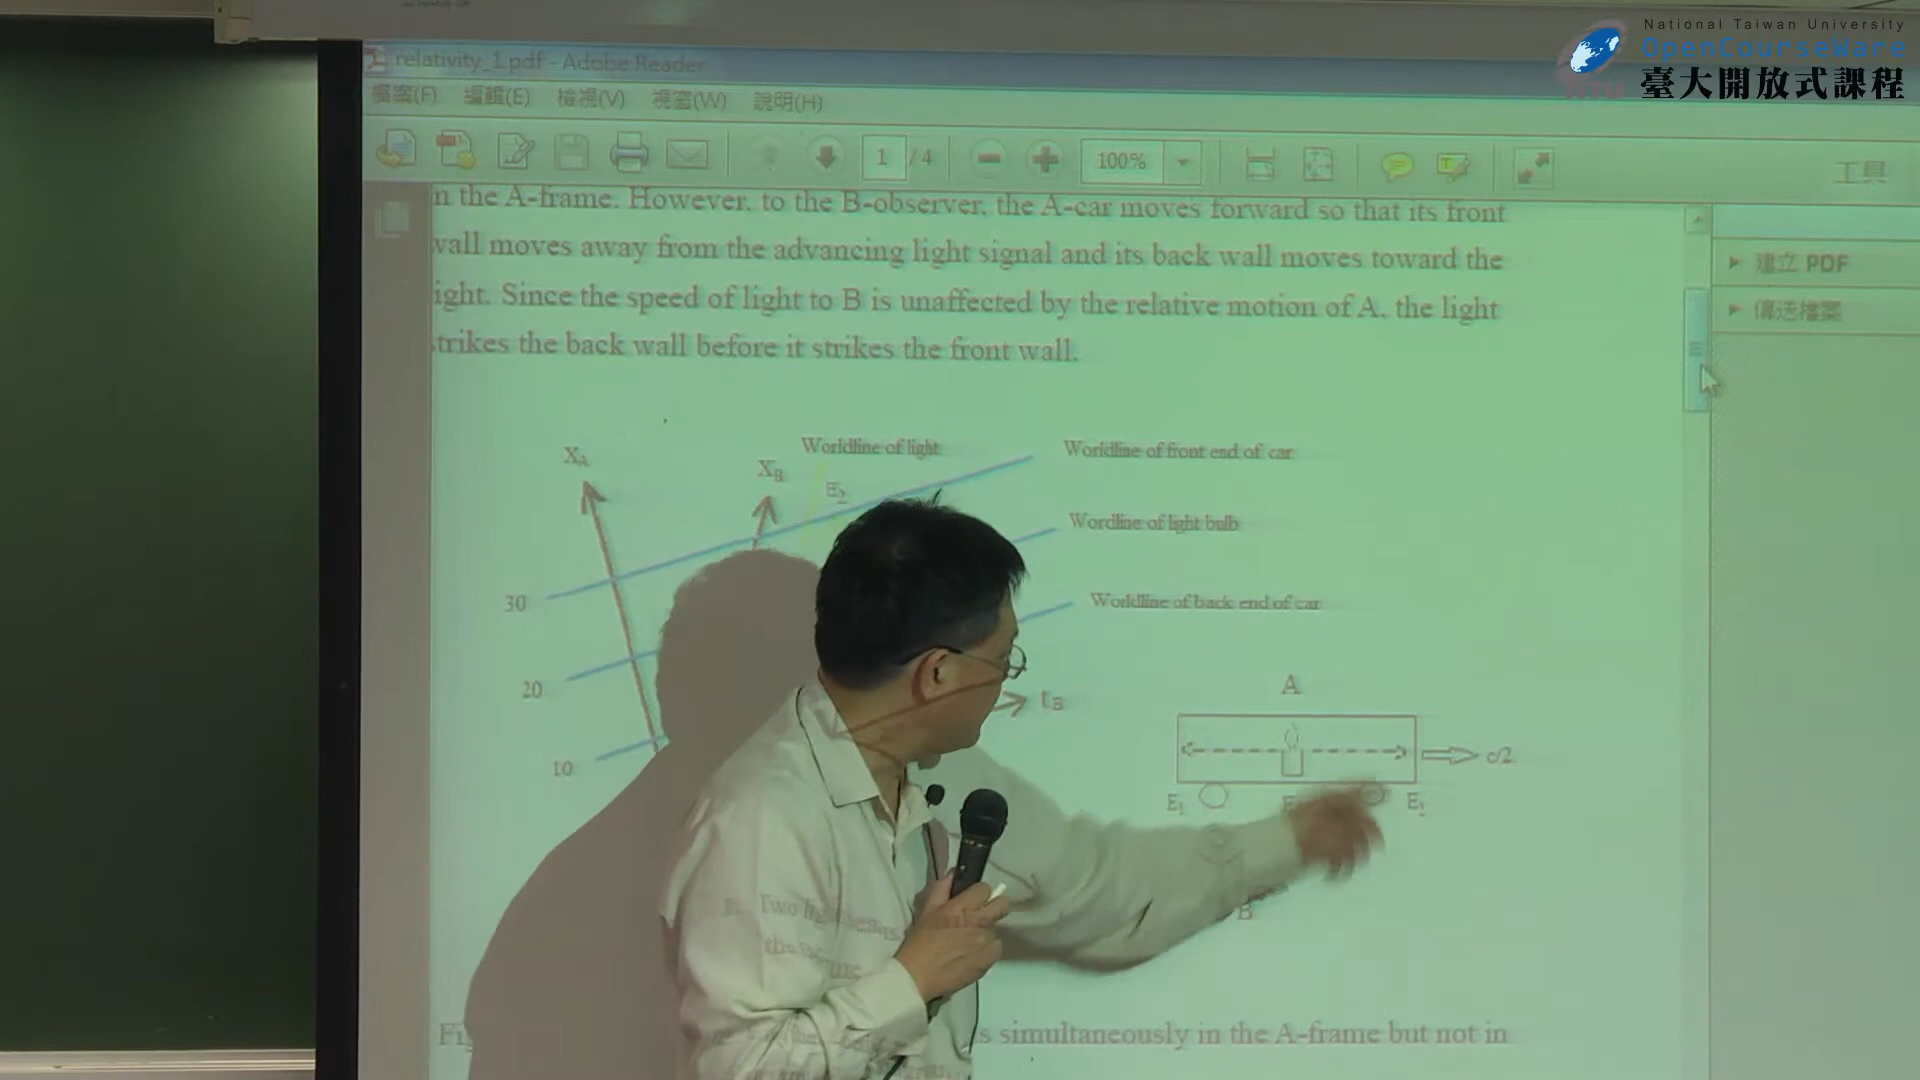 National Taiwan University
OpenCourseWare
臺大開放式課程
relativity_1.pdf - Adobe Reader
檔案(F) 編輯(E) 檢視(V) 視窗(W) 說明(H)
1 / 4
100%
工具
n the A-frame. However, to the B-observer, the A-car moves forward so that its front
wall moves away from the advancing light signal and its back wall moves toward the
ight. Since the speed of light to B is unaffected by the relative motion of A, the light
trikes the back wall before it strikes the front wall.
建立 PDF
傳送檔案
XA
XB
Worldline of light
Worldline of front end of car
E2
Wordline of light bulb
30
Worldline of back end of car
20
tB
10
A
c/2
E1
E2
B
Two
the
s simultaneously in the A-frame but not in